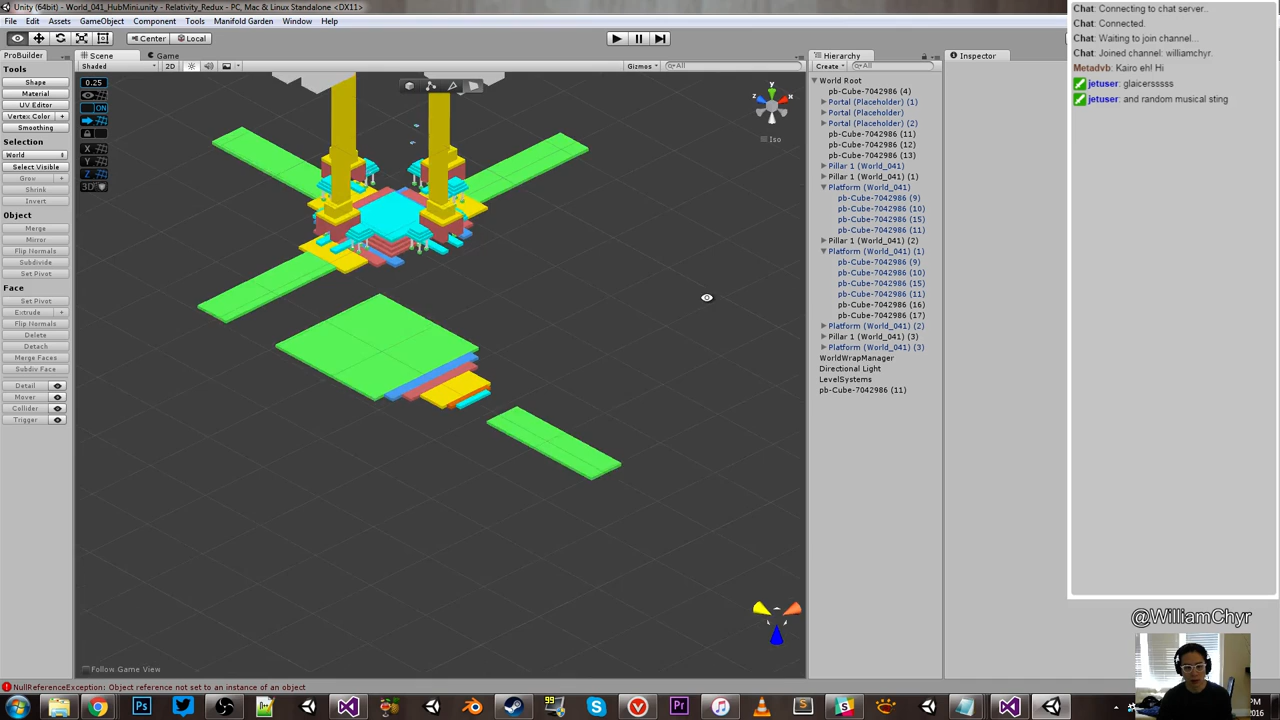 Unity (64bit) - World_041_HubMini.unity - Relativity_Redux - PC, Mac & Linux Standalone <DX11>
File Edit Assets GameObject Component Tools Manifold Garden Window Help
Center Local
ProBuilder
Scene Game
Shaded 2D Gizmos All
Tools
Shape
Material
UV Editor
Vertex Color +
Smoothing
Selection
World
Select Visible
Grow +
Shrink
Invert
Object
Merge
Mirror
Flip Normals
Subdivide
Set Pivot
Face
Set Pivot
Extrude +
Flip Normals
Delete
Detach
Merge Faces
Subdiv Face
Detail
Mover
Collider
Trigger
0.25
ON
X
Y
Z
3D
y
x
z
Iso
Follow Game View
Hierarchy
Create All
World Root
pb-Cube-7042986 (4)
Portal (Placeholder) (1)
Portal (Placeholder)
Portal (Placeholder) (2)
pb-Cube-7042986 (11)
pb-Cube-7042986 (12)
pb-Cube-7042986 (13)
Pillar 1 (World_041)
Pillar 1 (World_041) (1)
Platform (World_041)
pb-Cube-7042986 (9)
pb-Cube-7042986 (10)
pb-Cube-7042986 (15)
pb-Cube-7042986 (11)
Pillar 1 (World_041) (2)
Platform (World_041) (1)
pb-Cube-7042986 (9)
pb-Cube-7042986 (10)
pb-Cube-7042986 (15)
pb-Cube-7042986 (11)
pb-Cube-7042986 (16)
pb-Cube-7042986 (17)
Platform (World_041) (2)
Pillar 1 (World_041) (3)
Platform (World_041) (3)
WorldWrapManager
Directional Light
LevelSystems
pb-Cube-7042986 (11)
Inspector
Chat: Connecting to chat server..
Chat: Connected.
Chat: Waiting to join channel...
Chat: Joined channel: williamchyr.
Metadvb: Kairo eh! Hi
jetuser: glaicersssss
jetuser: and random musical sting
@WilliamChyr
NullReferenceException: Object reference not set to an instance of an object
Ps
99
Pr
PM
2016